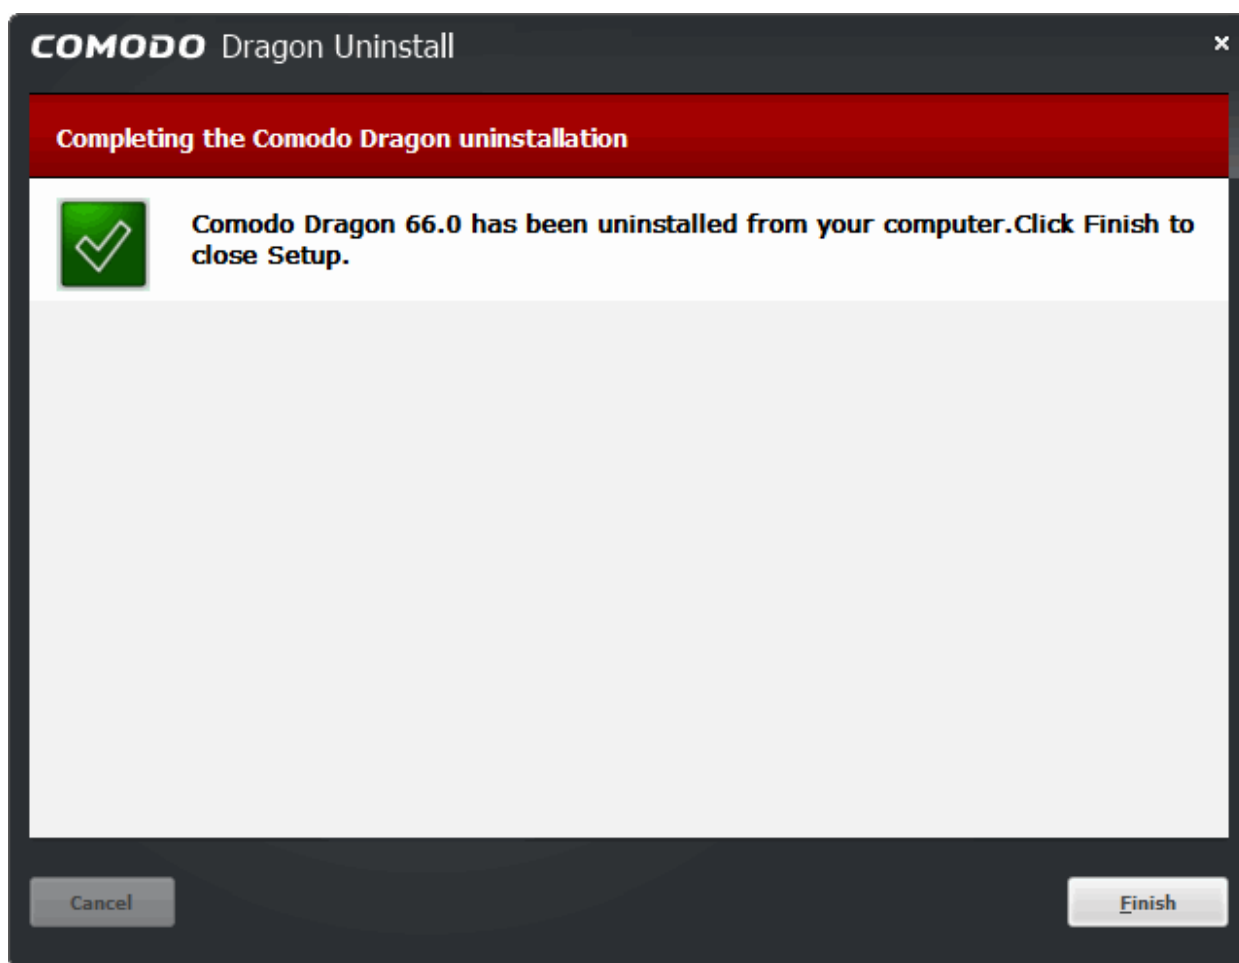 COMODO Dragon Uninstall
Completing the Comodo Dragon uninstallation
Comodo Dragon 66.0 has been uninstalled from your computer.Click Finish to
close Setup.
Cancel
Finish